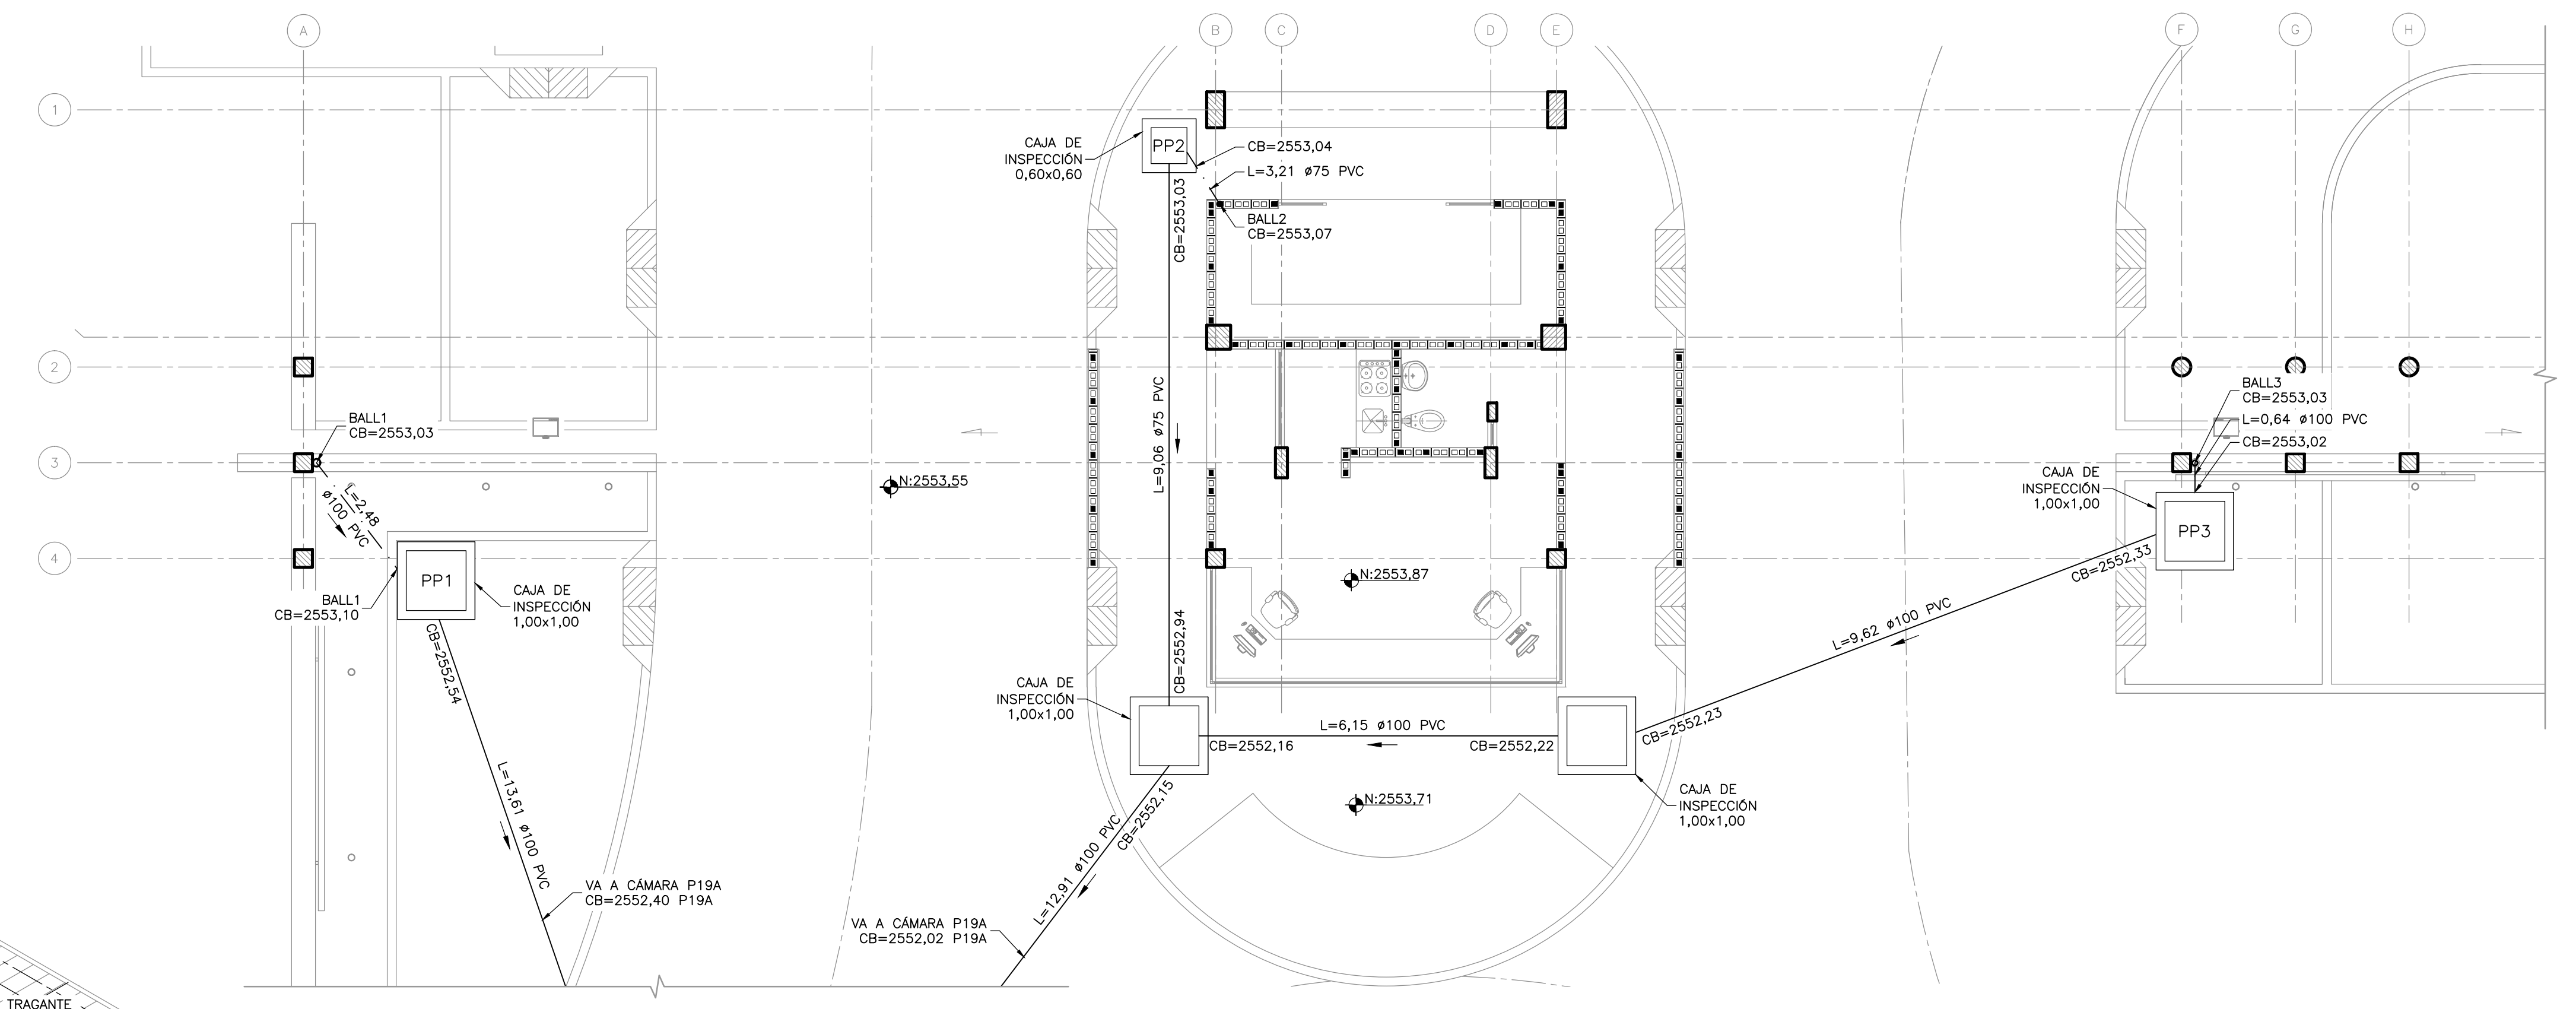 A
B
C
D
E
F
G
H
1
2
3
4
CAJA DE
INSPECCIÓN
0,60x0,60
PP2
CB=2553,04
L=3,21 ø75 PVC
BALL2
CB=2553,07
CB=2553,03
L=9,06 ø75 PVC
CB=2552,94
BALL1
CB=2553,03
L=2,48
ø100 PVC
BALL1
CB=2553,10
PP1
CAJA DE
INSPECCIÓN
1,00x1,00
CB=2552,54
L=13,61 ø100 PVC
VA A CÁMARA P19A
CB=2552,40 P19A
N:2553,55
N:2553,87
CAJA DE
INSPECCIÓN
1,00x1,00
L=6,15 ø100 PVC
CB=2552,16
CB=2552,22
CB=2552,15
L=12,91 ø100 PVC
VA A CÁMARA P19A
CB=2552,02 P19A
N:2553,71
CAJA DE
INSPECCIÓN
1,00x1,00
CB=2552,23
L=9,62 ø100 PVC
CB=2552,33
BALL3
CB=2553,03
L=0,64 ø100 PVC
CB=2553,02
CAJA DE
INSPECCIÓN
1,00x1,00
PP3
TRAGANTE